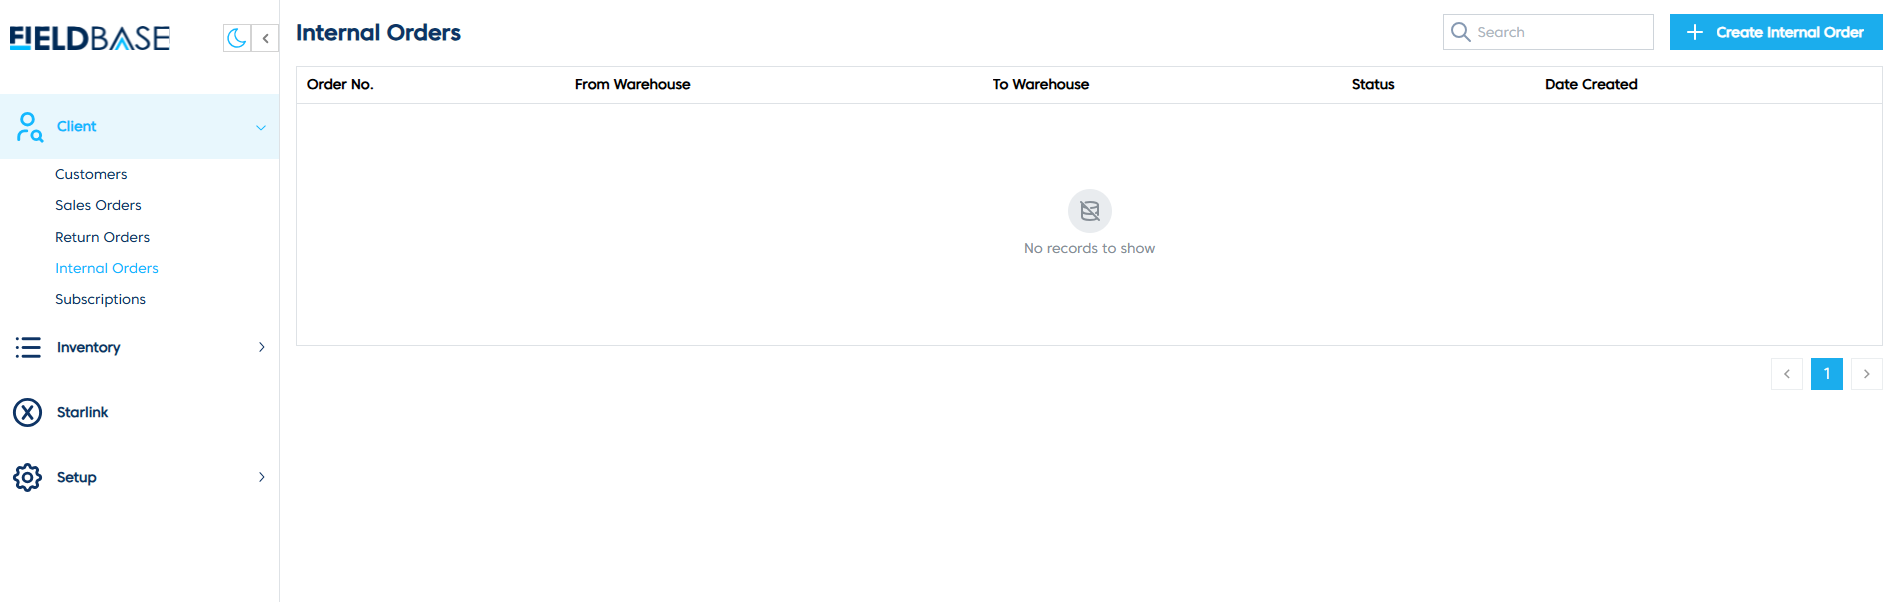 FIELDBASE
Internal Orders
Search
Create Internal Order
Order No. From Warehouse To Warehouse Status Date Created
Client
Customers
Sales Orders
Return Orders
Internal Orders
Subscriptions
No records to show
Inventory
1
Starlink
Setup